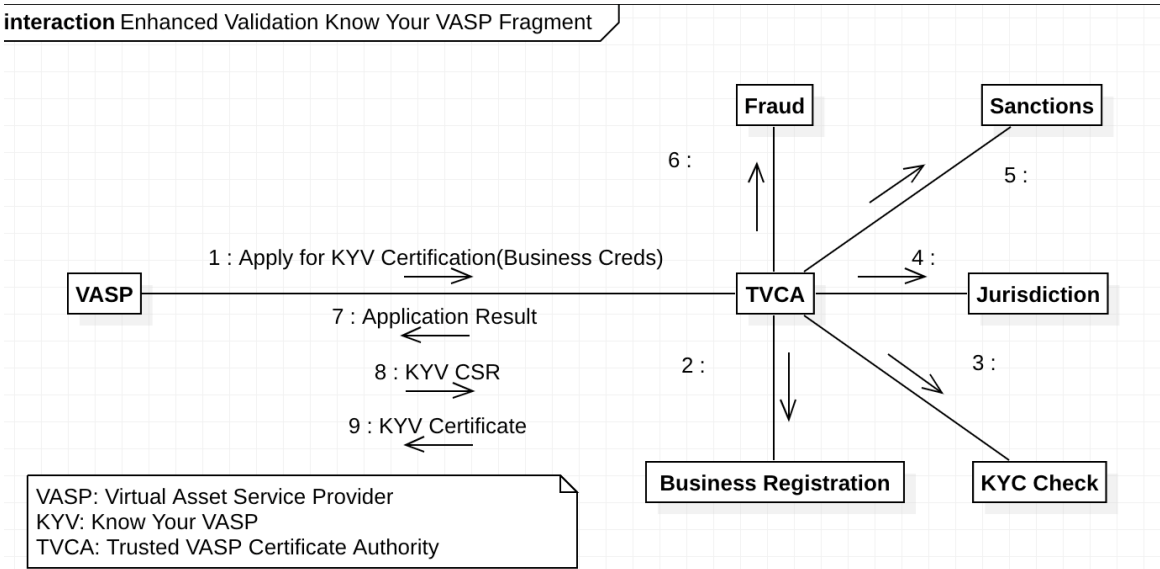 interaction Enhanced Validation Know Your VASP Fragment
Fraud
Sanctions
6 :
5 :
1 : Apply for KYV Certification(Business Creds)
4 :
VASP
TVCA
Jurisdiction
7 : Application Result
2 :
3 :
8 : KYV CSR
9 : KYV Certificate
Business Registration
KYC Check
VASP: Virtual Asset Service Provider
KYV: Know Your VASP
TVCA: Trusted VASP Certificate Authority